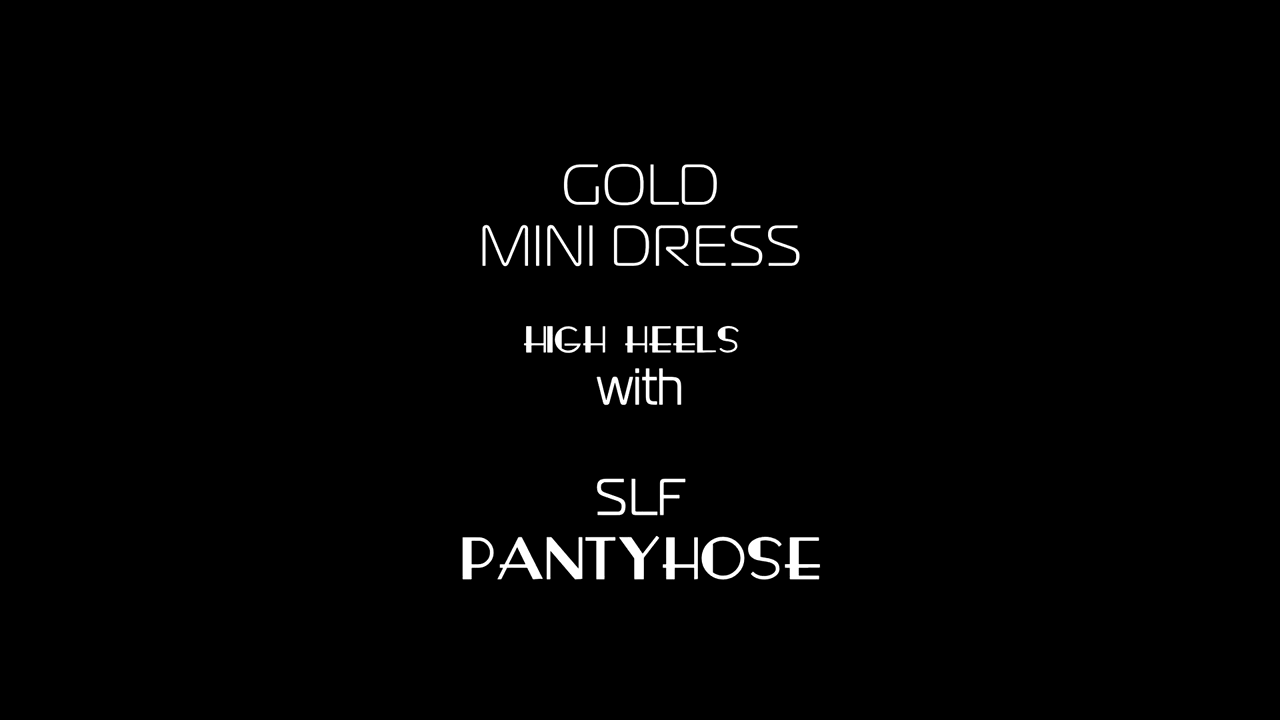 GOLD
MINI DRESS
HIGH HEELS
with
SLF
PANTYHOSE